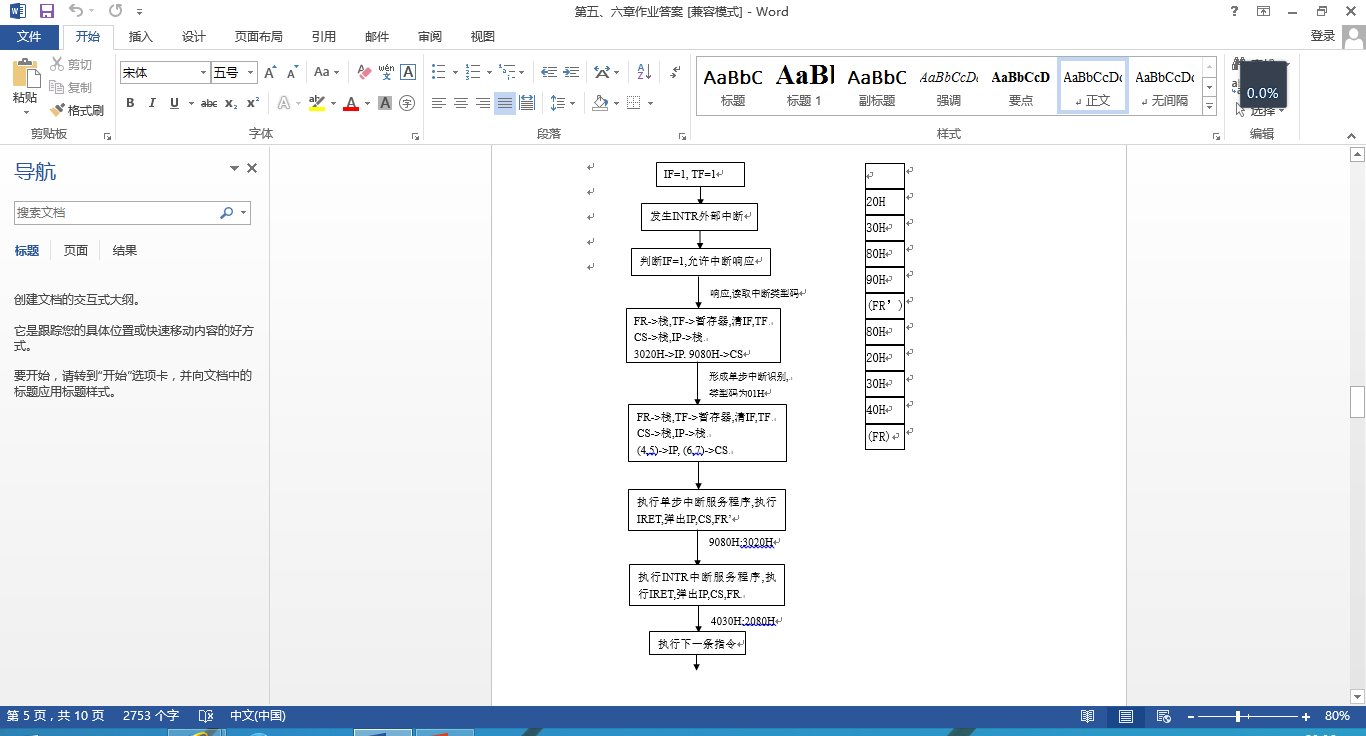 第五、六章作业答案 [兼容模式] - Word
文件 开始 插入 设计 页面布局 引用 邮件 审阅 视图 登录
剪切
复制
格式刷
粘贴
剪贴板
宋体 五号
字体
段落
AaBbC 标题
AaBl 标题 1
AaBbC 副标题
AaBbCcDc 强调
AaBbCcD 要点
AaBbCcDc 正文
AaBbCcDc 无间隔
样式
0.0%
选择
编辑
导航
搜索文档
标题 页面 结果
创建文档的交互式大纲。
它是跟踪您的具体位置或快速移动内容的好方
式。
要开始，请转到“开始”选项卡，并向文档中的
标题应用标题样式。
IF=1, TF=1
发生INTR外部中断
判断IF=1,允许中断响应
响应,读取中断类型码
FR->栈,TF->暂存器,清IF,TF
CS->栈,IP->栈
3020H->IP. 9080H->CS
形成单步中断识别,
类型码为01H
FR->栈,TF->暂存器,清IF,TF
CS->栈,IP->栈
(4,5)->IP, (6,7)->CS
执行单步中断服务程序,执行
IRET,弹出IP,CS,FR’
9080H:3020H
执行INTR中断服务程序,执
行IRET,弹出IP,CS,FR
4030H:2080H
执行下一条指令
20H
30H
80H
90H
(FR’)
80H
20H
30H
40H
(FR)
第 5 页，共 10 页 2753 个字 中文(中国) 80%